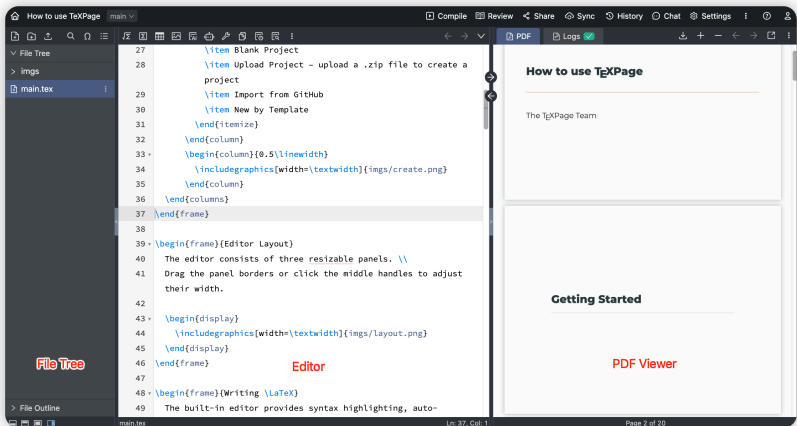 How to use TeXPage main
Compile Review Share Sync History Chat Settings
File Tree
imgs
main.tex
File Tree
File Outline
27 \item Blank Project
28 \item Upload Project – upload a .zip file to create a
project
29 \item Import from GitHub
30 \item New by Template
31 \end{itemize}
32 \end{column}
33 \begin{column}{0.5\linewidth}
34 \includegraphics[width=\textwidth]{imgs/create.png}
35 \end{column}
36 \end{columns}
37 \end{frame}
38
39 \begin{frame}{Editor Layout}
40 The editor consists of three resizable panels. \\
41 Drag the panel borders or click the middle handles to adjust
their width.
42
43 \begin{display}
44 \includegraphics[width=\textwidth]{imgs/layout.png}
45 \end{display}
46 \end{frame}
Editor
47
48 \begin{frame}{Writing \LaTeX}
49 The built-in editor provides syntax highlighting, auto-
main.tex Ln: 37, Col: 1
PDF Logs
How to use TeXPage
The TeXPage Team
Getting Started
PDF Viewer
Page 2 of 20